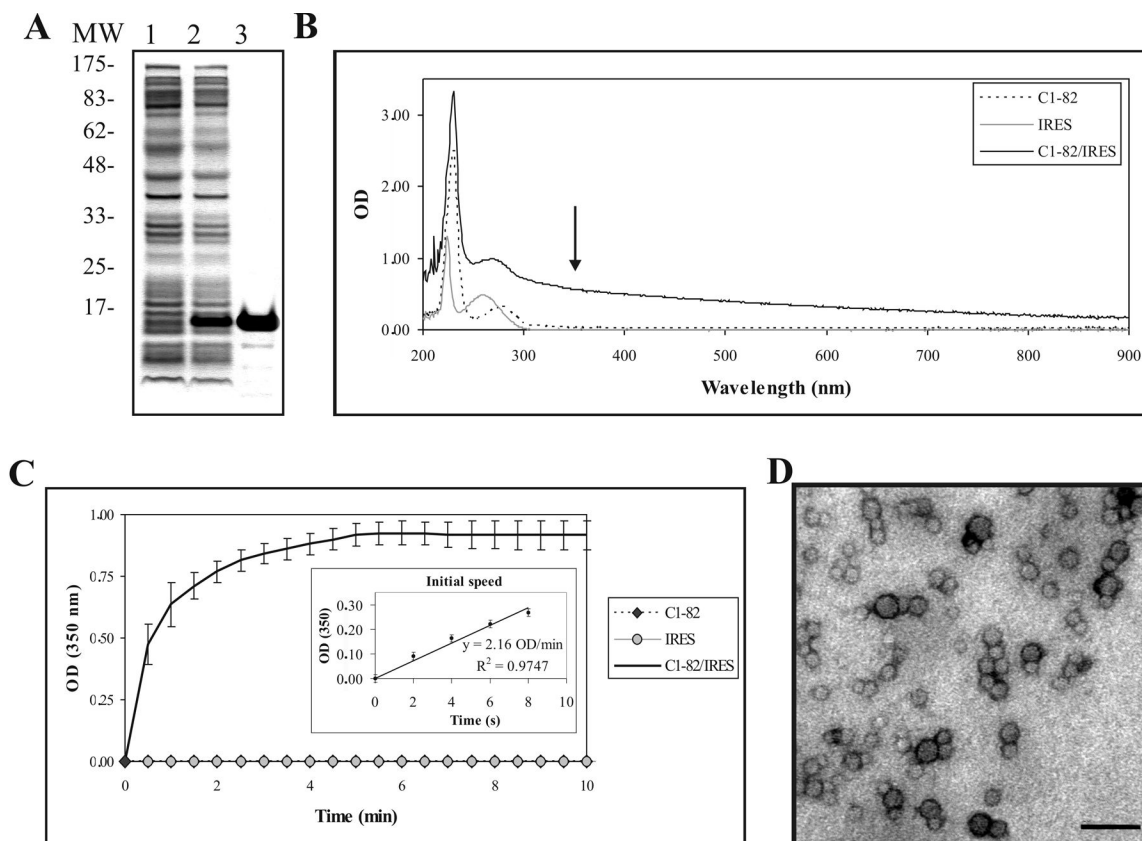 A
MW 1 2 3
175-
83-
62-
48-
33-
25-
17-
B
3.00
2.00
1.00
0.00
OD
200 300 400 500 600 700 800 900
Wavelength (nm)
C1-82
IRES
C1-82/IRES
C
1.00
0.75
0.50
0.25
0.00
OD (350 nm)
0 2 4 6 8 10
Time (min)
Initial speed
0.30
0.20
0.10
0.00
OD (350)
y = 2.16 OD/min
R² = 0.9747
0 2 4 6 8 10
Time (s)
C1-82
IRES
C1-82/IRES
D